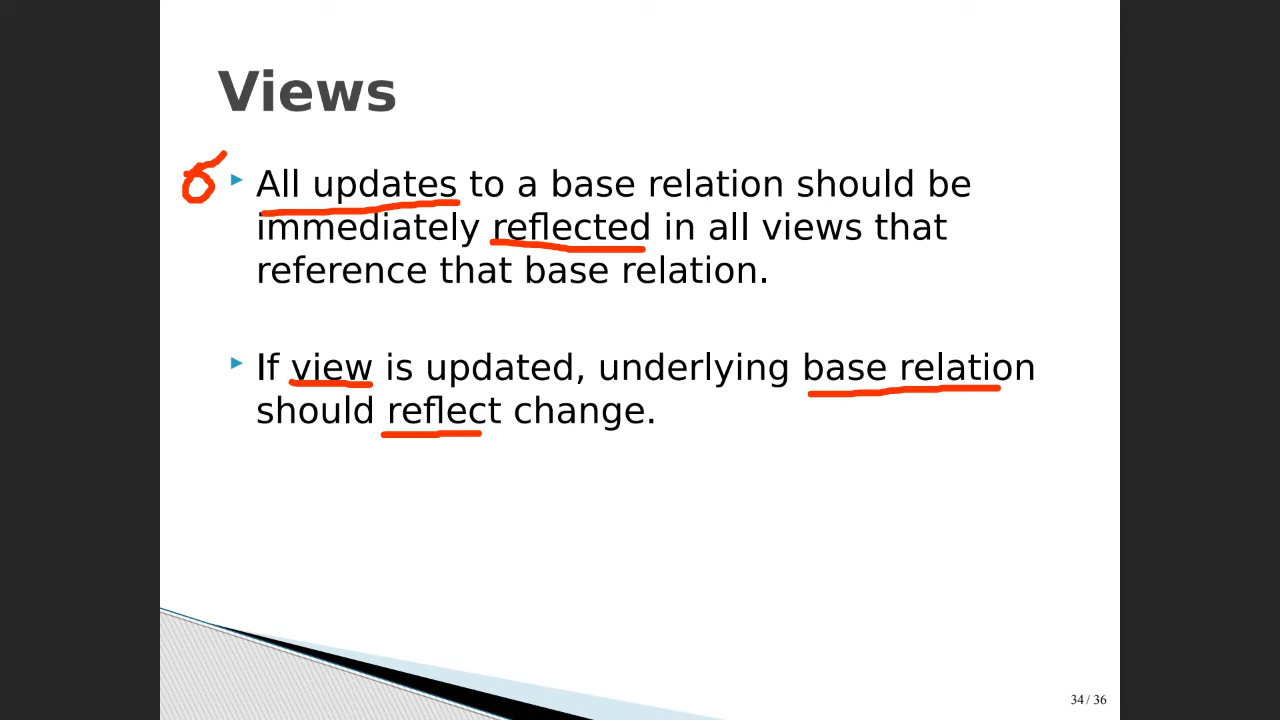 Views
All updates to a base relation should be
immediately reflected in all views that
reference that base relation.
If view is updated, underlying base relation
should reflect change.
34 / 36